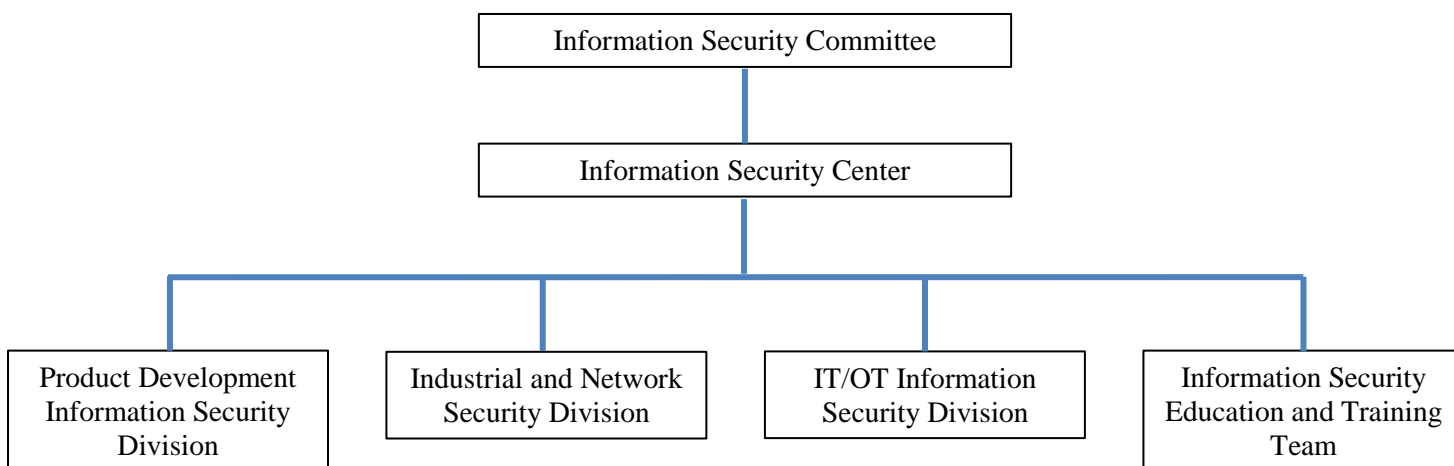 Information Security Committee
Information Security Center
Product Development
Information Security
Division
Industrial and Network
Security Division
IT/OT Information
Security Division
Information Security
Education and Training
Team